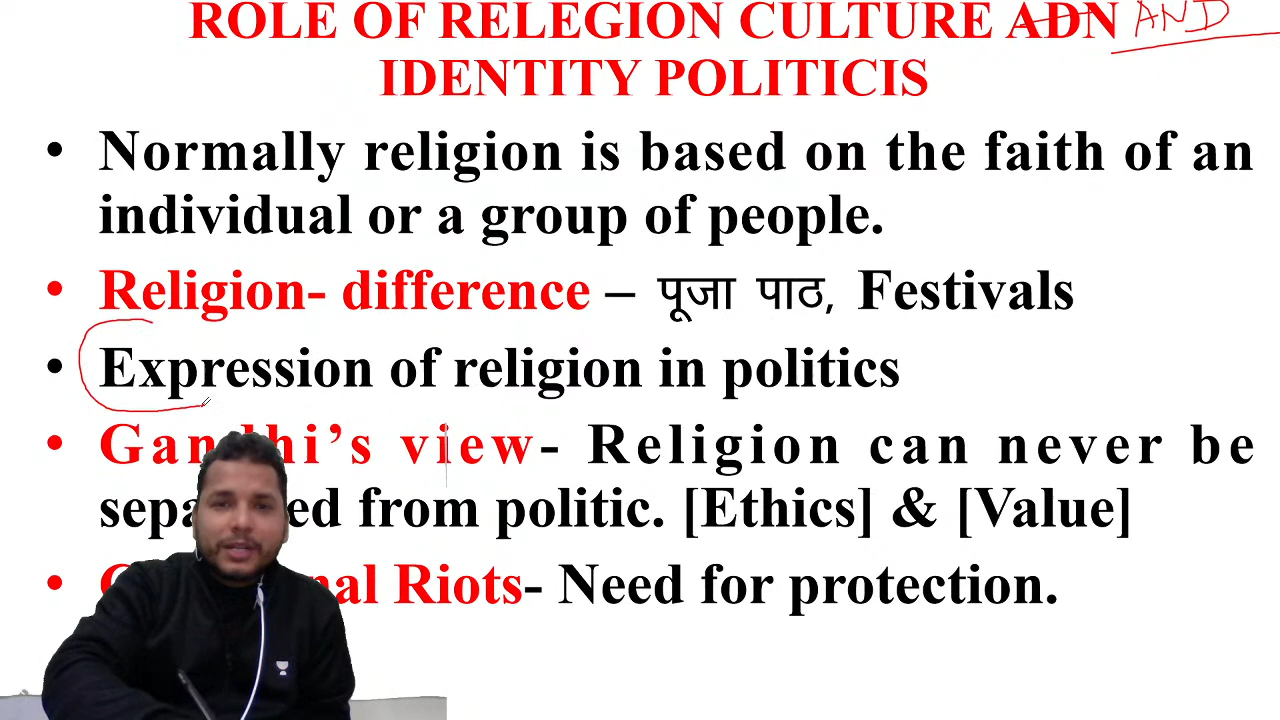 ROLE OF RELEGION CULTURE ADN AND
IDENTITY POLITICIS
• Normally religion is based on the faith of an
individual or a group of people.
• Religion- difference – पूजा पाठ, Festivals
• Expression of religion in politics
• Gandhi’s view- Religion can never be
from politic. [Ethics] & [Value]
• Riots- Need for protection.